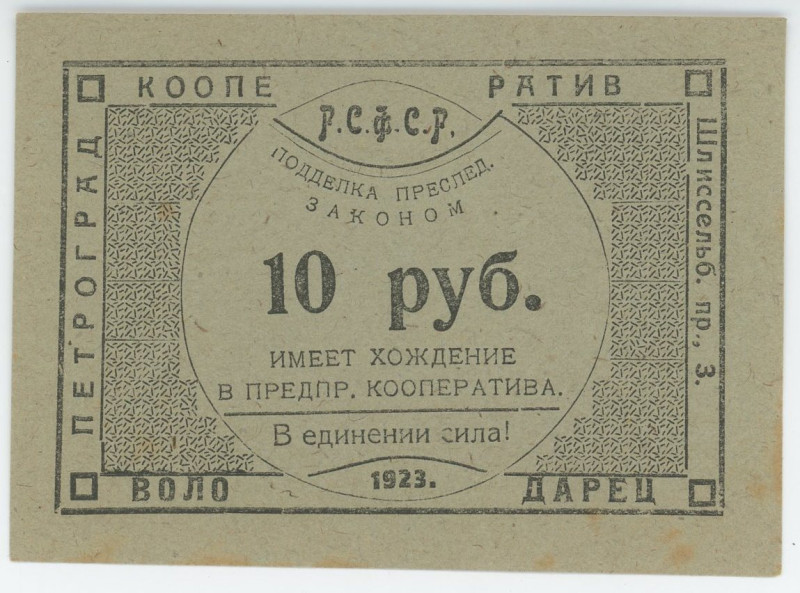 КООПЕ РАТИВ
Р.С.Ф.С.Р.
ПОДДЕЛКА ПРЕСЛЕД.
ЗАКОНОМ
10 руб.
ИМЕЕТ ХОЖДЕНИЕ
В ПРЕДПР. КООПЕРАТИВА.
В единении сила!
1923.
ВОЛО ДАРЕЦ
ПЕТРОГРАД
Шлиссельб. пр., 3.